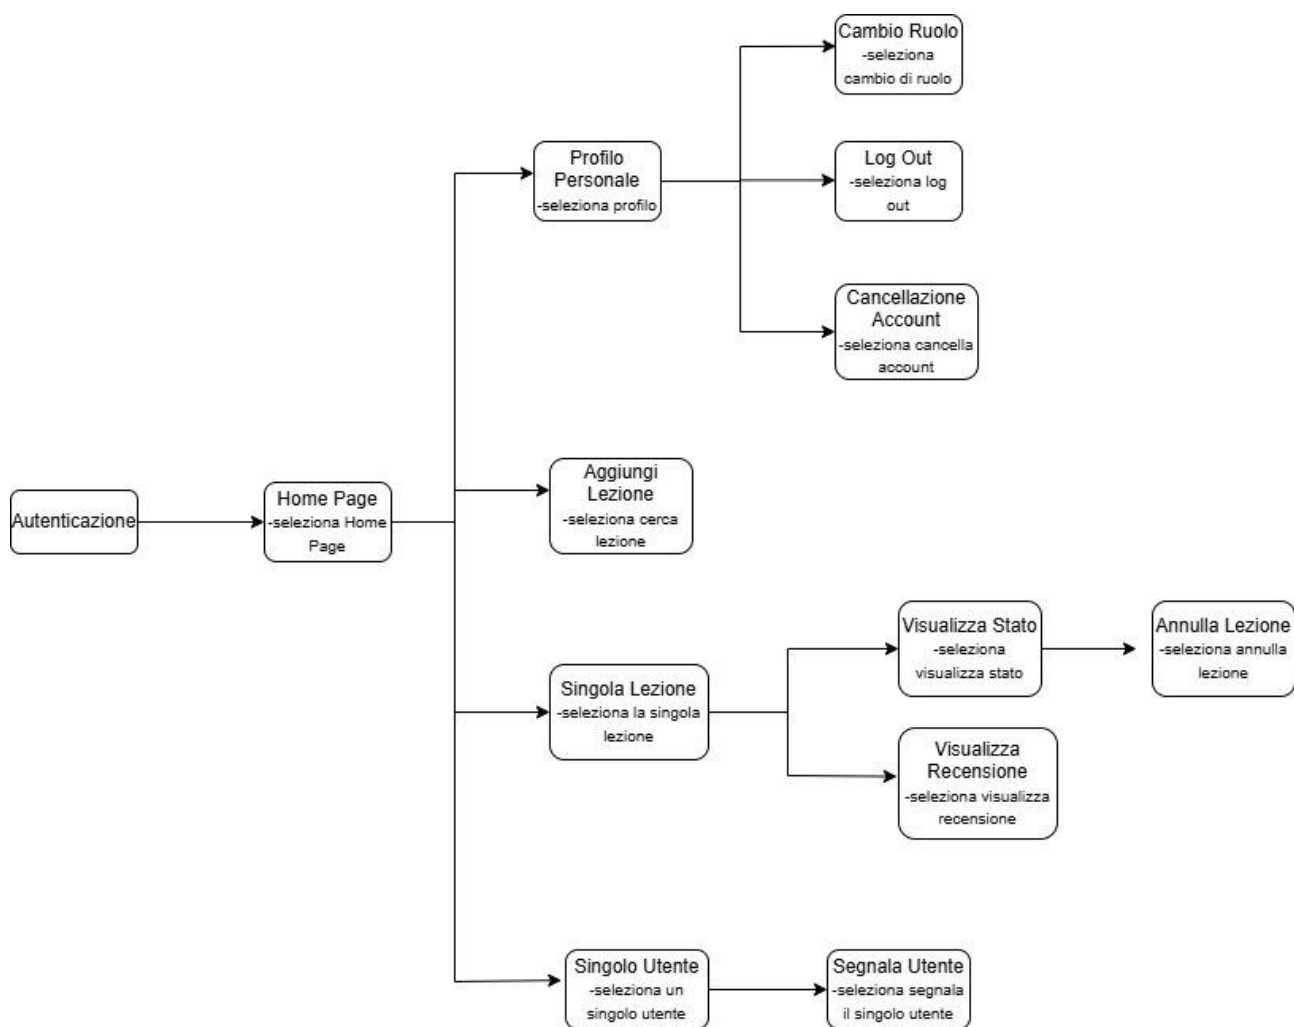 Cambio Ruolo
-seleziona
cambio di ruolo
Profilo
Personale
-seleziona profilo
Log Out
-seleziona log
out
Cancellazione
Account
-seleziona cancella
account
Aggiungi
Lezione
-seleziona cerca
lezione
Autenticazione
Home Page
-seleziona Home
Page
Visualizza Stato
-seleziona
visualizza stato
Annulla Lezione
-seleziona annulla
lezione
Singola Lezione
-seleziona la singola
lezione
Visualizza
Recensione
-seleziona visualizza
recensione
Singolo Utente
-seleziona un
singolo utente
Segnala Utente
-seleziona segnala
il singolo utente